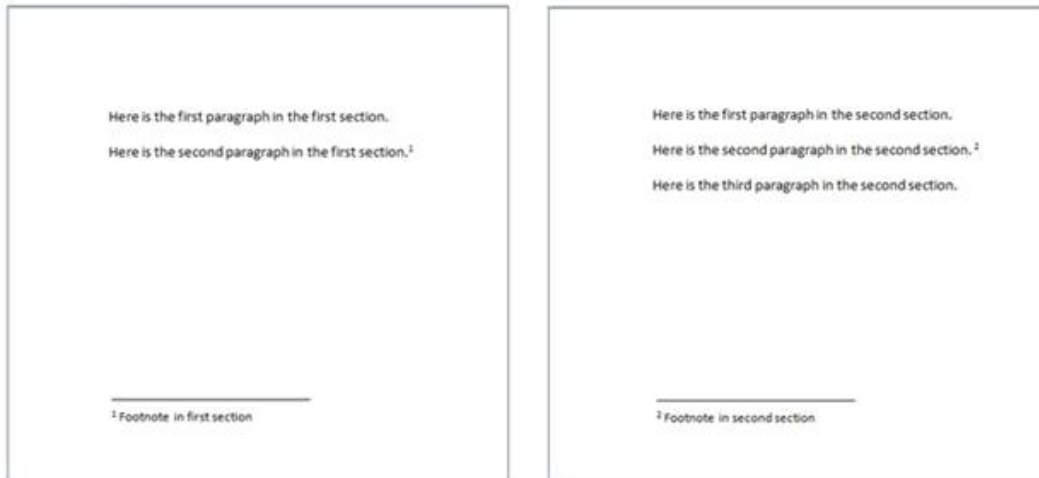 Here is the first paragraph in the first section.
Here is the second paragraph in the first section.¹
¹ Footnote in first section
Here is the first paragraph in the second section.
Here is the second paragraph in the second section. ²
Here is the third paragraph in the second section.
² Footnote in second section